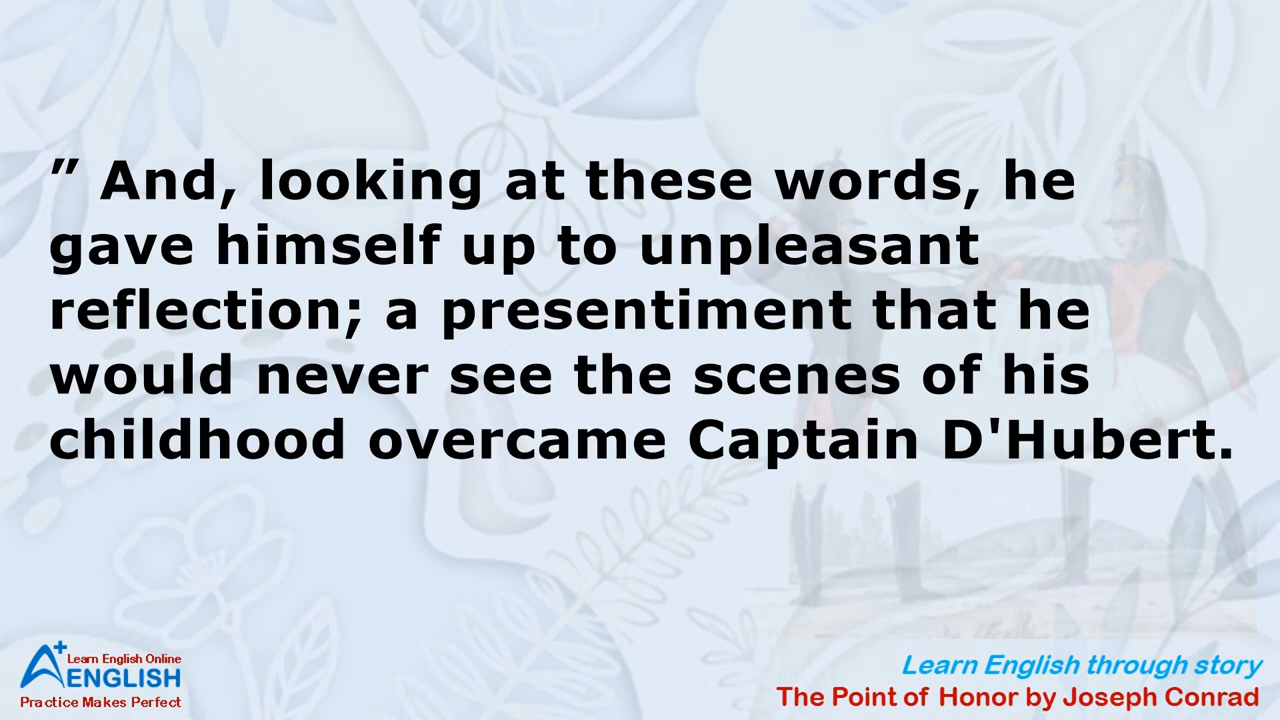 ” And, looking at these words, he
gave himself up to unpleasant
reflection; a presentiment that he
would never see the scenes of his
childhood overcame Captain D'Hubert.
A+ Learn English Online
ENGLISH
Practice Makes Perfect
Learn English through story
The Point of Honor by Joseph Conrad